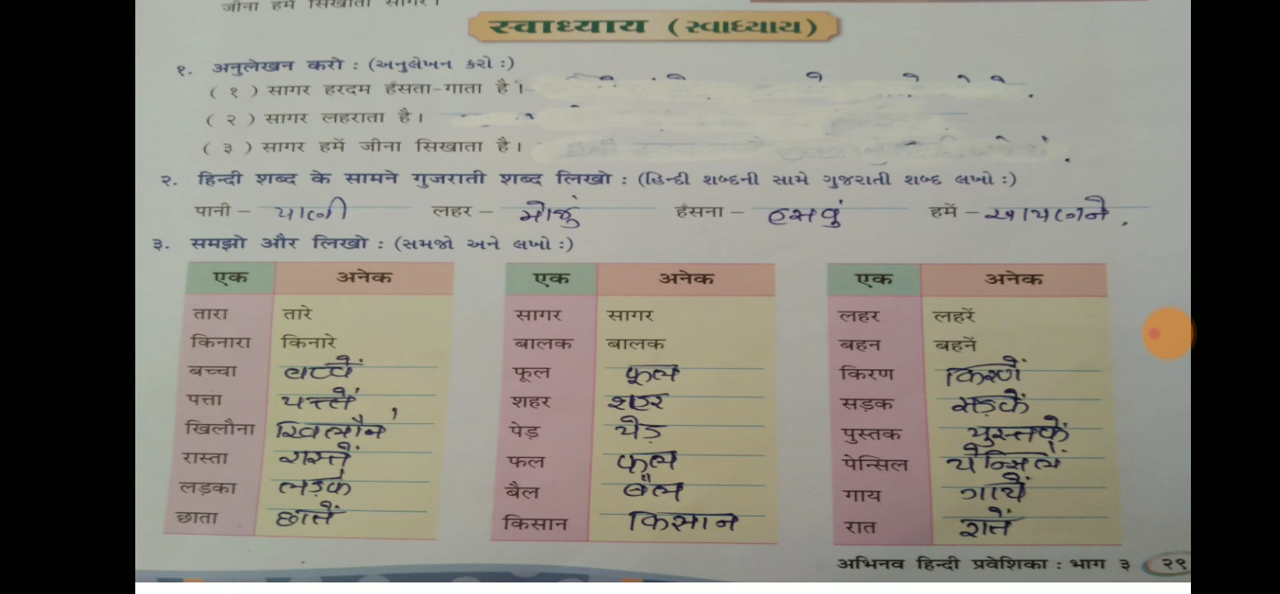 जीना हमें सिखाता सागर।
स्वाध्याय (સ્વાધ્યાય)
१. अनुलेखन करो : (અનુલેખન કરો :)
( १ ) सागर हरदम हँसता-गाता है।
( २ ) सागर लहराता है।
( ३ ) सागर हमें जीना सिखाता है।
२. हिन्दी शब्द के सामने गुजराती शब्द लिखो : (હિન્દી શબ્દની સામે ગુજરાતી શબ્દ લખો :)
पानी – પાણી लहर – મોજું हँसना – હસવું हमें – આપણને.
३. समझो और लिखो : (સમજો અને લખો :)
एक अनेक एक अनेक एक अनेक
तारा तारे सागर सागर लहर लहरें
किनारा किनारे बालक बालक बहन बहनें
बच्चा बच्चें फूल फूल किरण किरणें
पत्ता पत्तें शहर शहर सड़क सड़कें
खिलौना पेड़ पेड़ पुस्तक पुस्तकें
रास्ता रास्तें फल फल पेन्सिल पेन्सिलें
लड़का लड़के बैल बैल गाय गायें
छाता छातें किसान किसान रात रातें
अभिनव हिन्दी प्रवेशिका : भाग ३ २९